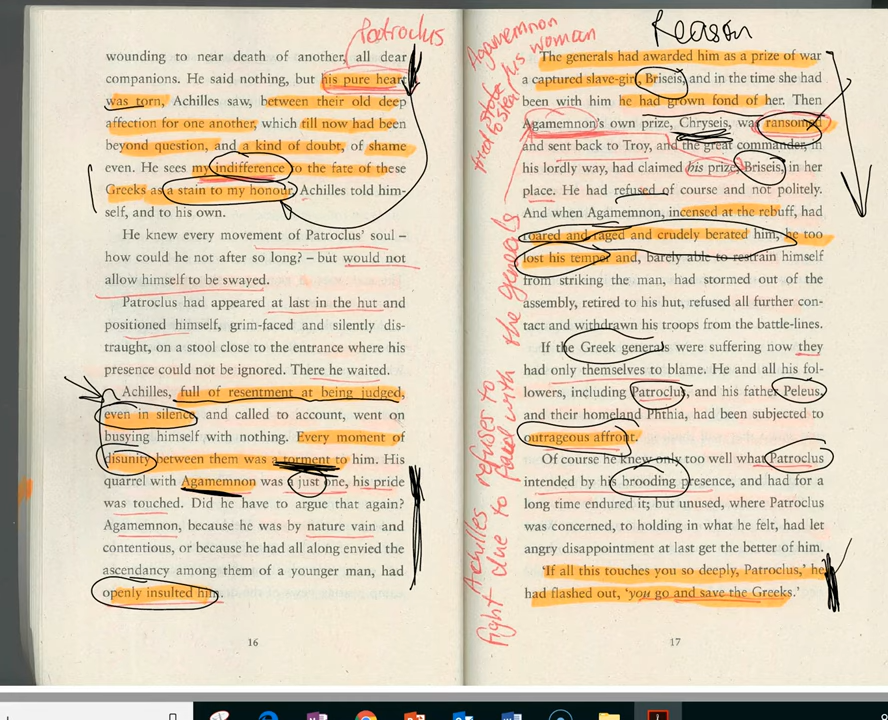 Patroclus
wounding to near death of another, all dear
companions. He said nothing, but his pure heart
was torn, Achilles saw, between their old deep
affection for one another, which till now had been
beyond question, and a kind of doubt, of shame
even. He sees my indifference to the fate of these
Greeks as a stain to my honour, Achilles told him-
self, and to his own.
He knew every movement of Patroclus' soul –
how could he not after so long? – but would not
allow himself to be swayed.
Patroclus had appeared at last in the hut and
positioned himself, grim-faced and silently dis-
traught, on a stool close to the entrance where his
presence could not be ignored. There he waited.
Achilles, full of resentment at being judged,
even in silence, and called to account, went on
busying himself with nothing. Every moment of
disunity between them was a torment to him. His
quarrel with Agamemnon was a just one, his pride
was touched. Did he have to argue that again?
Agamemnon, because he was by nature vain and
contentious, or because he had all along envied the
ascendancy among them of a younger man, had
openly insulted him.
16
Reason
Agamemnon
tried to steal his woman
Achilles refuses to
fight due to feud with the generals
The generals had awarded him as a prize of war
a captured slave-girl, Briseis, and in the time she had
been with him he had grown fond of her. Then
Agamemnon's own prize, Chryseis, was ransomed
and sent back to Troy, and the great commander, in
his lordly way, had claimed his prize, Briseis, in her
place. He had refused of course and not politely.
And when Agamemnon, incensed at the rebuff, had
roared and raged and crudely berated him, he too
lost his temper and, barely able to restrain himself
from striking the man, had stormed out of the
assembly, retired to his hut, refused all further con-
tact and withdrawn his troops from the battle-lines.
If the Greek generals were suffering now they
had only themselves to blame. He and all his fol-
lowers, including Patroclus, and his father Peleus,
and their homeland Phthia, had been subjected to
outrageous affront.
Of course he knew only too well what Patroclus
intended by his brooding presence, and had for a
long time endured it; but unused, where Patroclus
was concerned, to holding in what he felt, had let
angry disappointment at last get the better of him.
'If all this touches you so deeply, Patroclus,' he
had flashed out, 'you go and save the Greeks.'
17